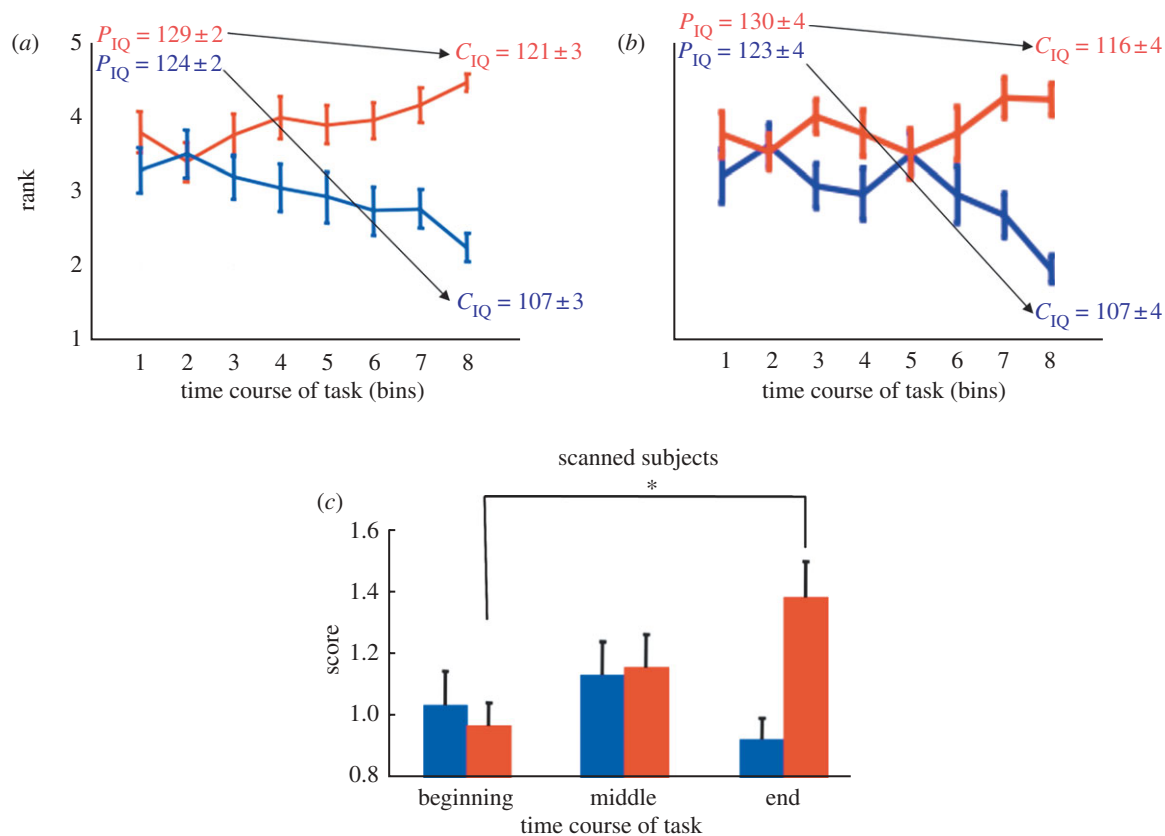 (a)
P_IQ = 129 ± 2
P_IQ = 124 ± 2
C_IQ = 121 ± 3
C_IQ = 107 ± 3
rank
5
4
3
2
1
1 2 3 4 5 6 7 8
time course of task (bins)
(b)
P_IQ = 130 ± 4
P_IQ = 123 ± 4
C_IQ = 116 ± 4
C_IQ = 107 ± 4
1 2 3 4 5 6 7 8
time course of task (bins)
scanned subjects
(c)
*
score
1.6
1.4
1.2
1.0
0.8
beginning middle end
time course of task